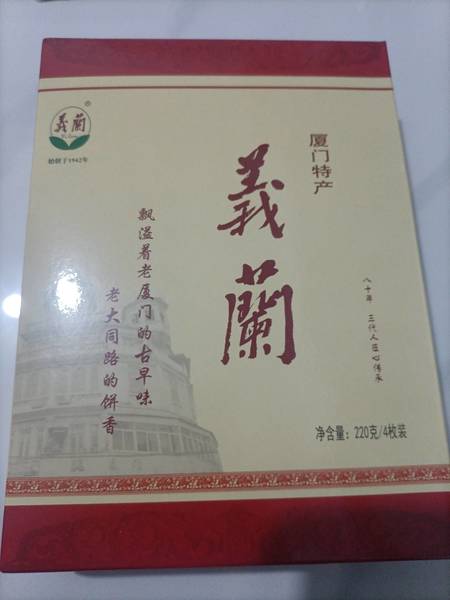 義蘭
®
始创于1942年
厦门特产
義蘭
飘溢着老厦门的古早味
老大同路的饼香
八十年 三代人匠心传承
净含量：220克/4枚装